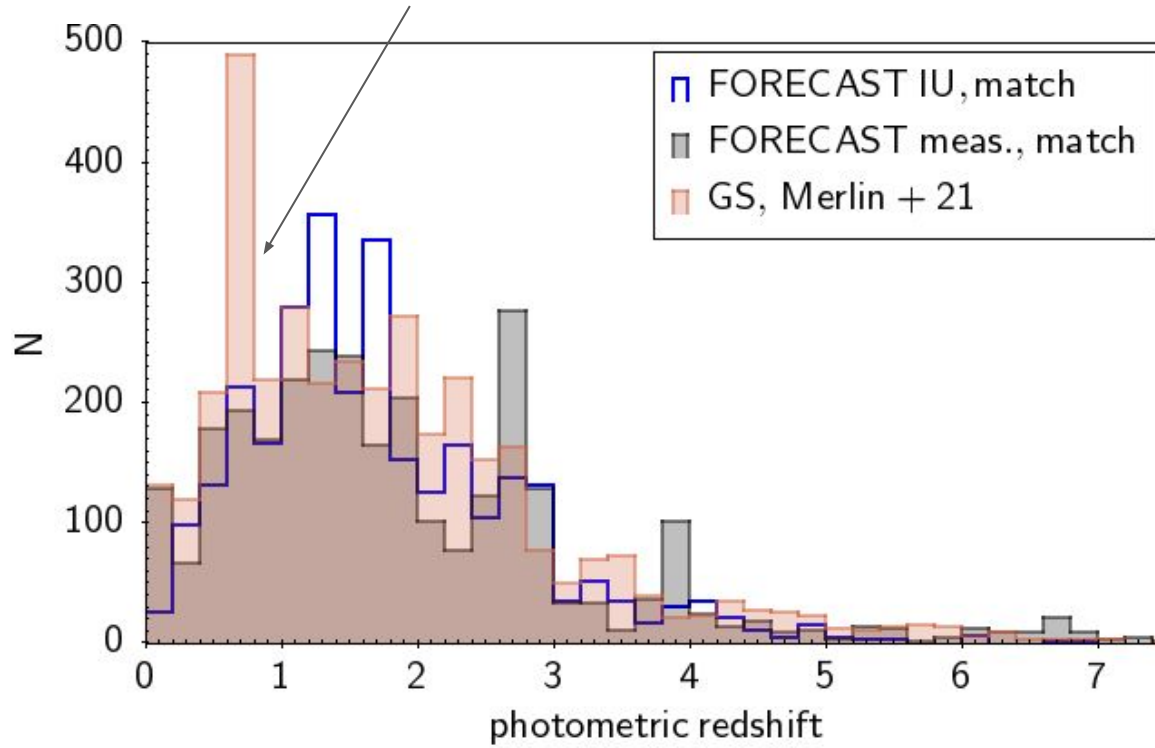 500
400
300
200
100
0
N
FORECAST IU, match
FORECAST meas., match
GS, Merlin + 21
0 1 2 3 4 5 6 7
photometric redshift